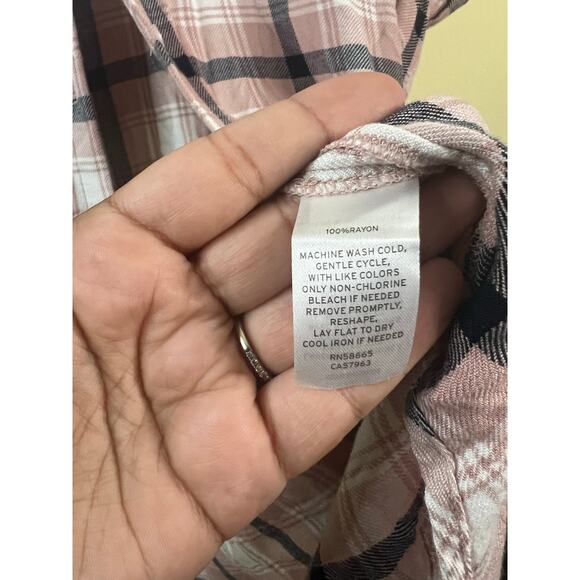 100%RAYON
MACHINE WASH COLD,
GENTLE CYCLE,
WITH LIKE COLORS
ONLY NON-CHLORINE
BLEACH IF NEEDED
REMOVE PROMPTLY,
RESHAPE,
LAY FLAT TO DRY
COOL IRON IF NEEDED
RN58665
CA57963